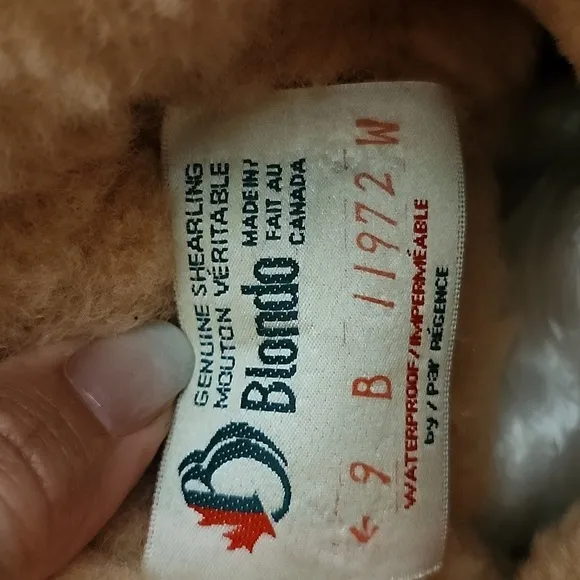 GENUINE SHEARLING
MOUTON VÉRITABLE
Blondo
MADE IN/
FAIT AU
CANADA
9 B 11972 W
WATERPROOF/IMPERMÉABLE
by / par RÉGENCE